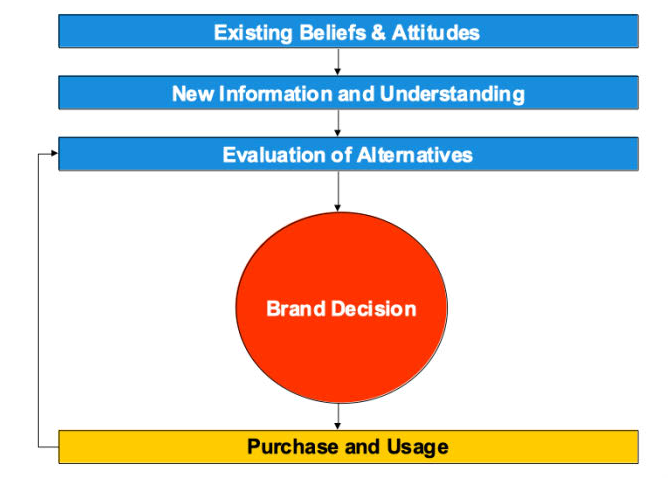 Existing Beliefs & Attitudes
New Information and Understanding
Evaluation of Alternatives
Brand Decision
Purchase and Usage